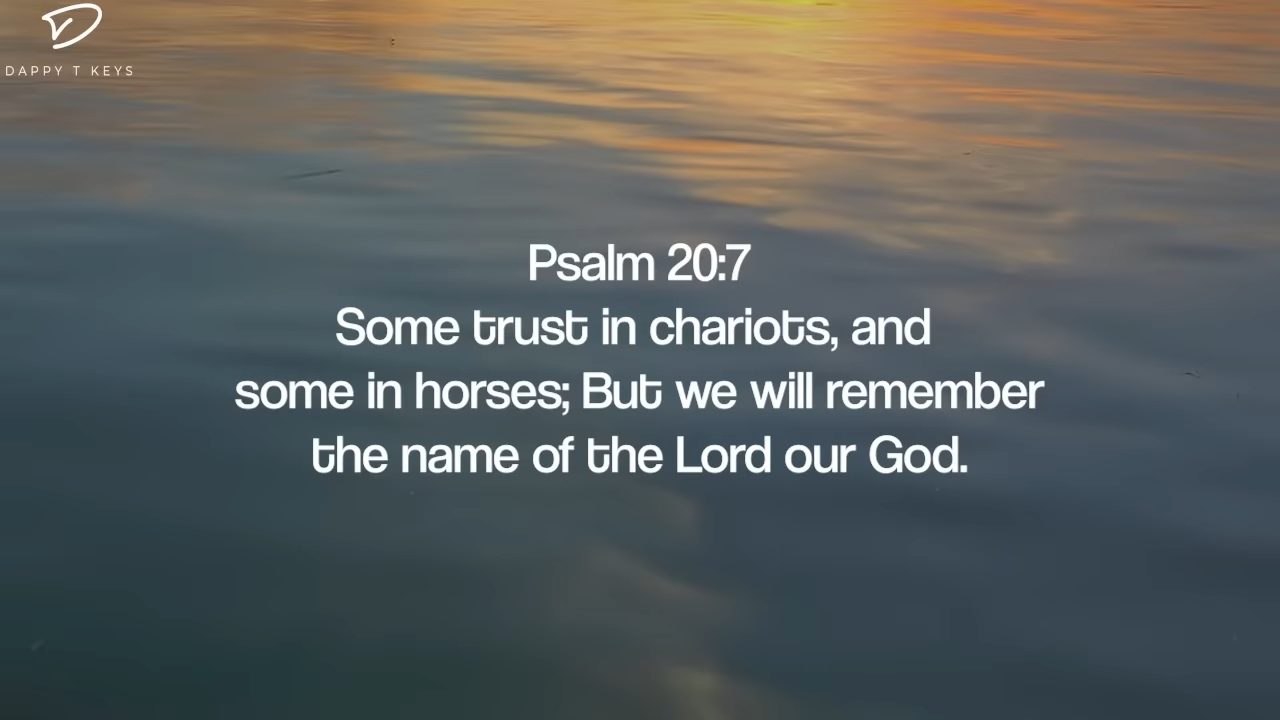 DAPPY T KEYS
Psalm 20:7
Some trust in chariots, and
some in horses; But we will remember
the name of the Lord our God.